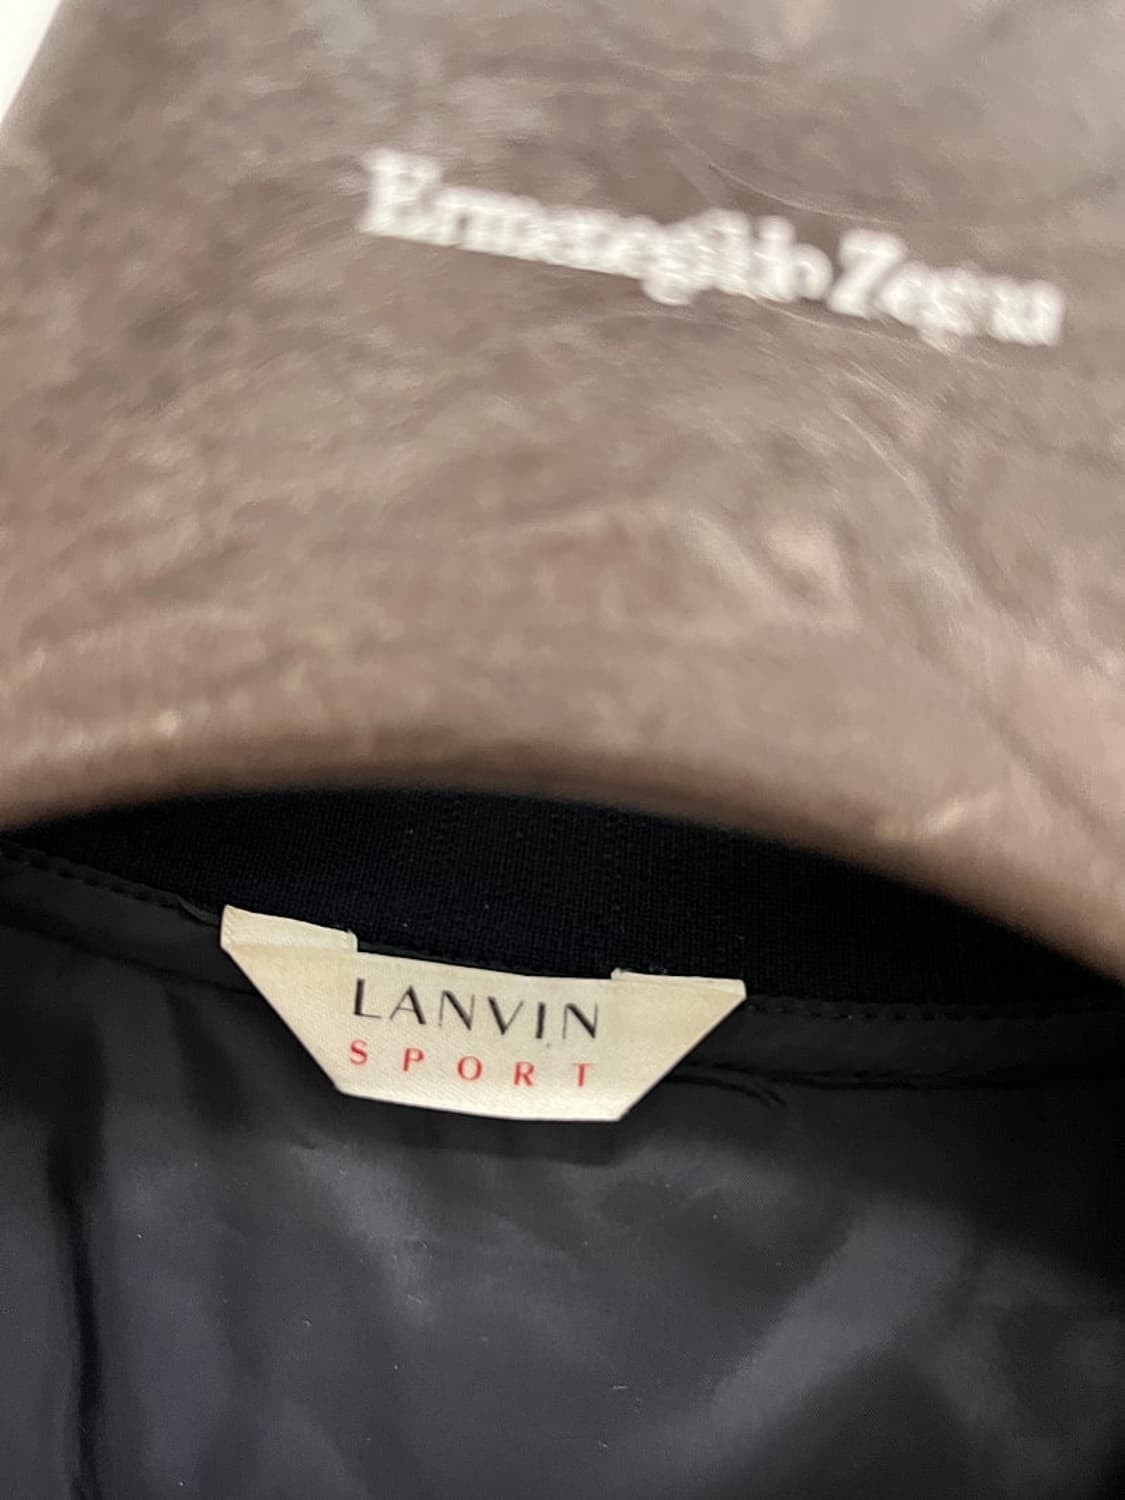 Ermenegildo Zegna
LANVIN
SPORT